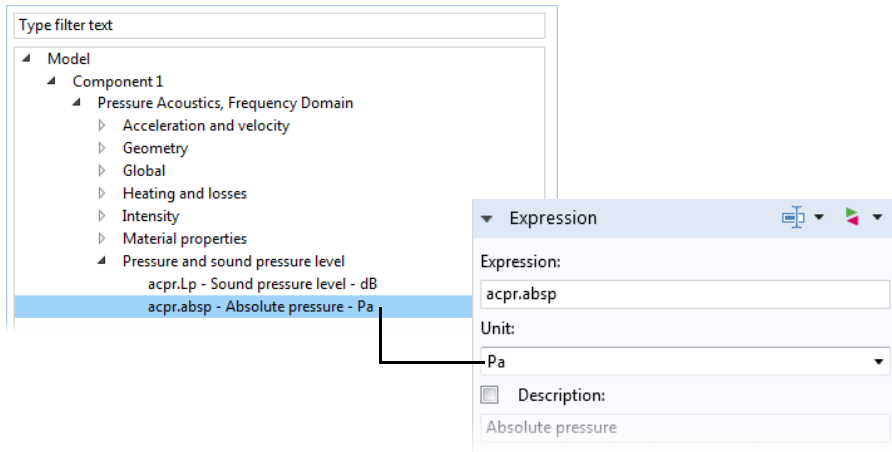 Type filter text
Model
Component 1
Pressure Acoustics, Frequency Domain
Acceleration and velocity
Geometry
Global
Heating and losses
Intensity
Material properties
Pressure and sound pressure level
acpr.Lp - Sound pressure level - dB
acpr.absp - Absolute pressure - Pa
Expression
Expression:
acpr.absp
Unit:
Pa
Description:
Absolute pressure